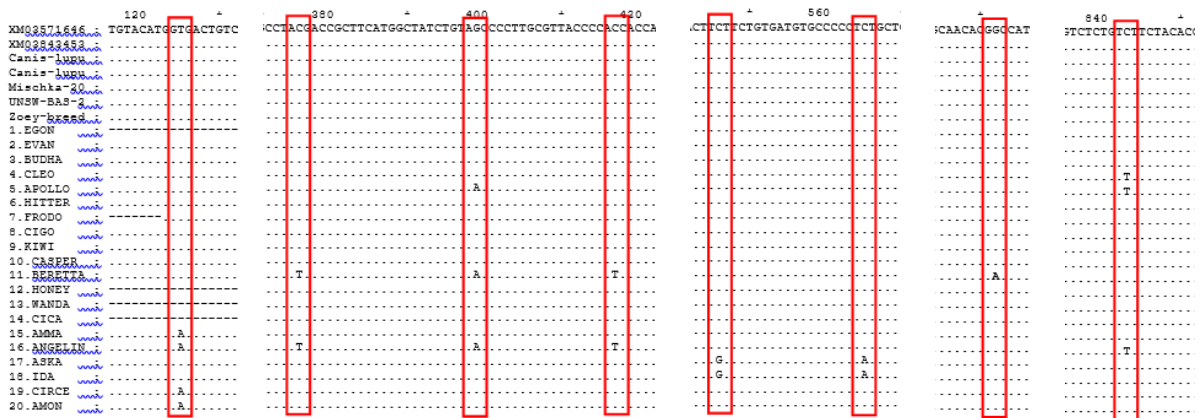 120 * 380 * 400 * 420 * 560 * 840 *
XM03571646 : TGTACATGGTGACTGTC CCTACGACCGCTTCATGGCTATCTGTAGCCCCTTGCGTTACCCCACCACCA CTTCTTCTGTGATGTGCCCCCTCTGCT GCAACACGGCCAT GTCTCTGTCTTCTACAC
XM03843453 :
Canis-lupu :
Canis-lupu :
Mischka-20 :
UNSW-BAS-2 :
Zoey-breed :
1.EGON : -----------------
2.EVAN :
3.BUDHA :
4.CLEO : T
5.APOLLO : A T
6.HITTER :
7.FRODO : -------
8.CIGO :
9.KIWI :
10.CASPER :
11.BERETTA : T A T A
12.HONEY : -----------------
13.WANDA : -----------------
14.CICA : -----------------
15.AMMA : A
16.ANGELIN : A T A T T
17.ASKA : G A
18.IDA : G A
19.CIRCE : A
20.AMON : A